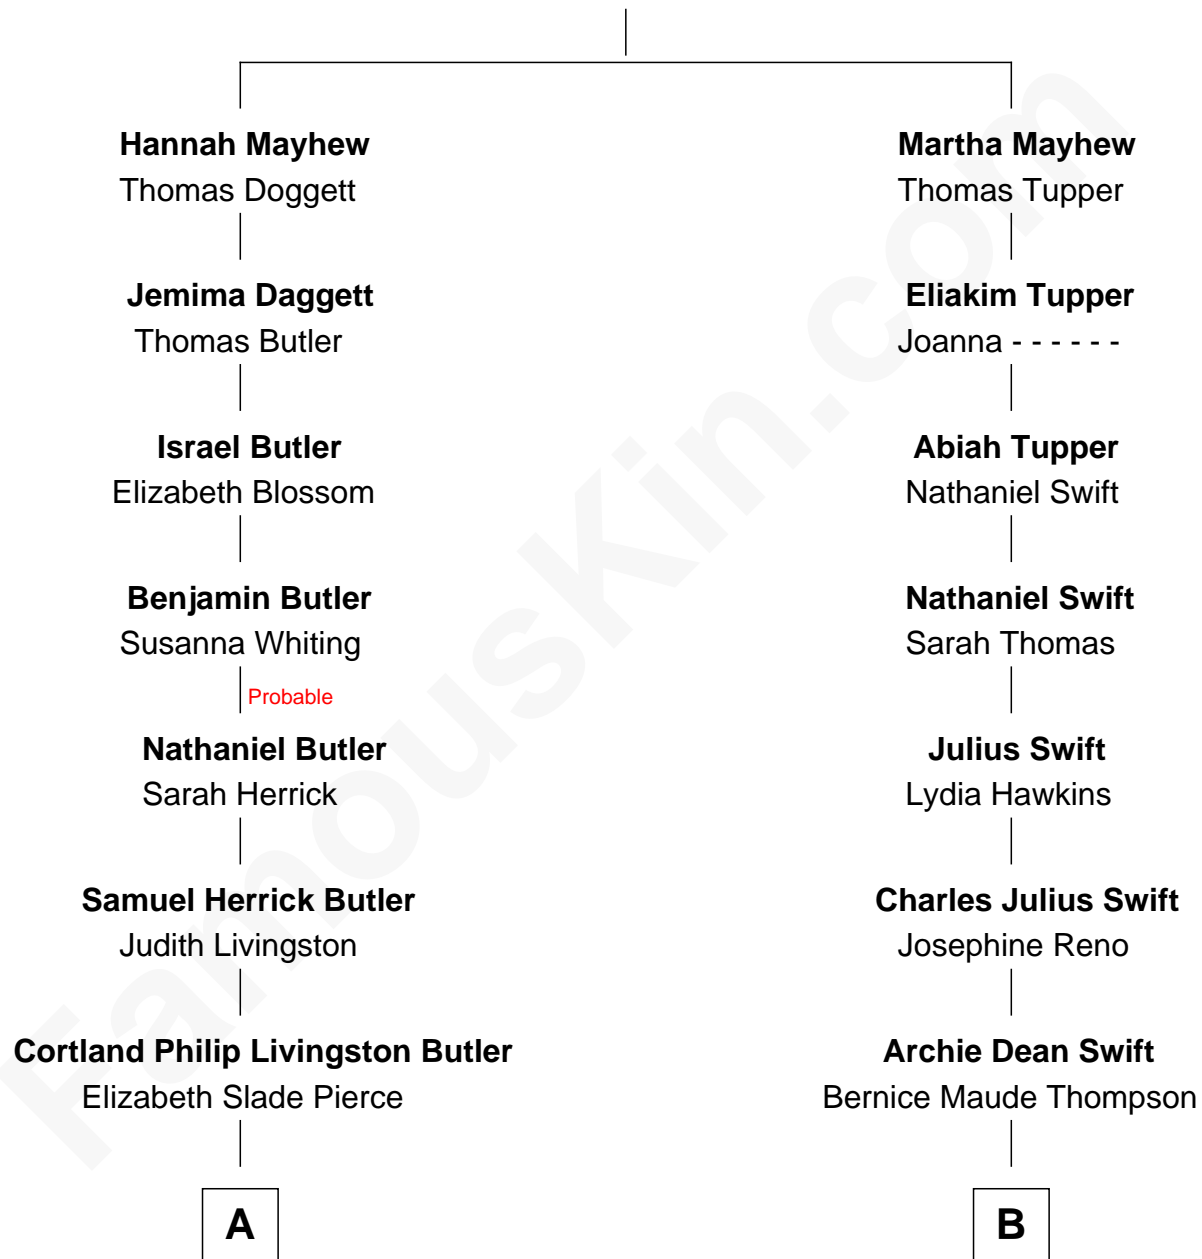 Hannah Mayhew
Thomas Doggett
Martha Mayhew
Thomas Tupper
Jemima Daggett
Thomas Butler
Eliakim Tupper
Joanna - - - - - -
Israel Butler
Elizabeth Blossom
Abiah Tupper
Nathaniel Swift
Benjamin Butler
Susanna Whiting
Nathaniel Swift
Sarah Thomas
Probable
Nathaniel Butler
Sarah Herrick
Julius Swift
Lydia Hawkins
Samuel Herrick Butler
Judith Livingston
Charles Julius Swift
Josephine Reno
Cortland Philip Livingston Butler
Elizabeth Slade Pierce
Archie Dean Swift
Bernice Maude Thompson
A
B
FamousKin.com